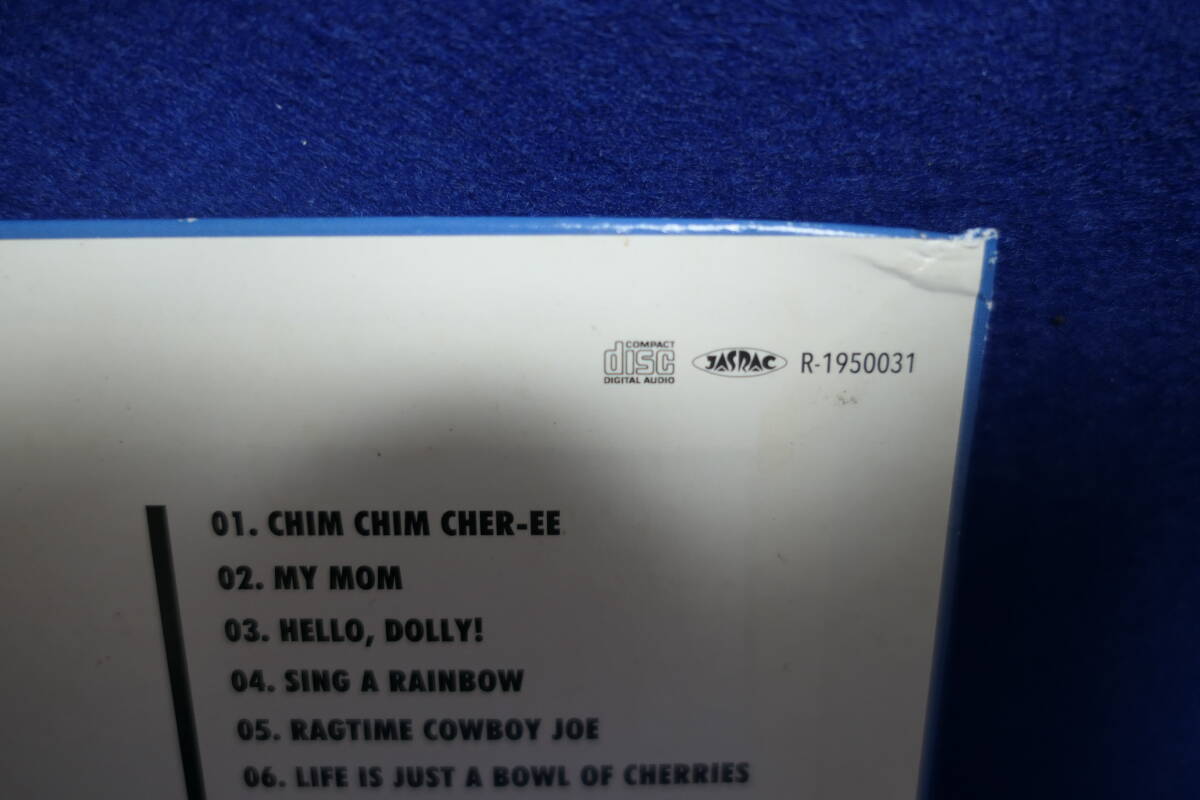 COMPACT
disc
DIGITAL AUDIO
JASRAC
R-1950031
01. CHIM CHIM CHER-EE
02. MY MOM
03. HELLO, DOLLY!
04. SING A RAINBOW
05. RAGTIME COWBOY JOE
06. LIFE IS JUST A BOWL OF CHERRIES